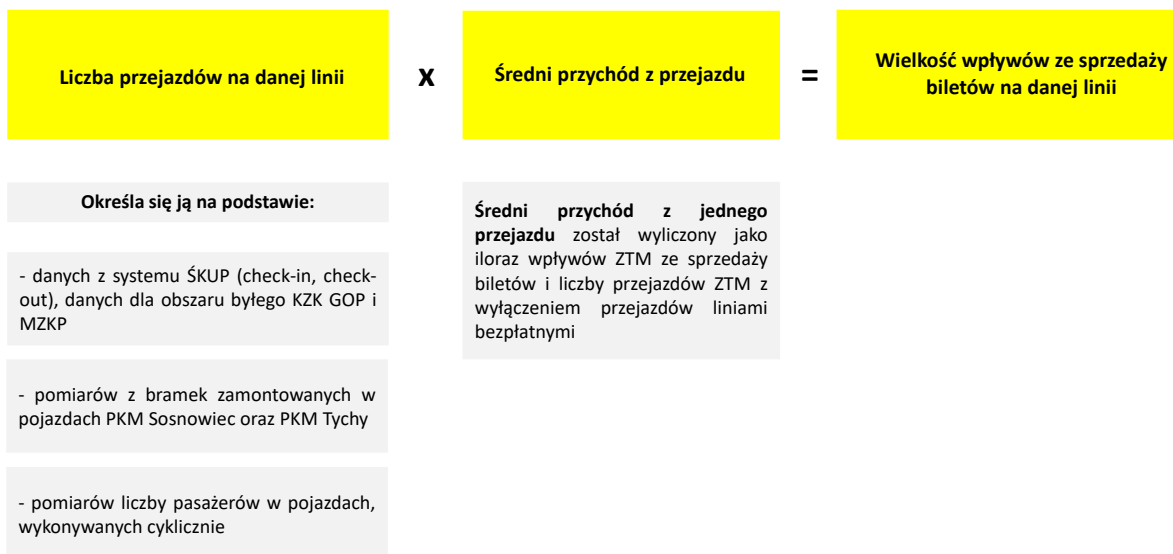 Liczba przejazdów na danej linii
x
Średni przychód z przejazdu
=
Wielkość wpływów ze sprzedaży
biletów na danej linii
Określa się ją na podstawie:
- danych z systemu ŚKUP (check-in, check-
out), danych dla obszaru byłego KZK GOP i
MZKP
- pomiarów z bramek zamontowanych w
pojazdach PKM Sosnowiec oraz PKM Tychy
- pomiarów liczby pasażerów w pojazdach,
wykonywanych cyklicznie
Średni przychód z jednego
przejazdu został wyliczony jako
iloraz wpływów ZTM ze sprzedaży
biletów i liczby przejazdów ZTM z
wyłączeniem przejazdów liniami
bezpłatnymi